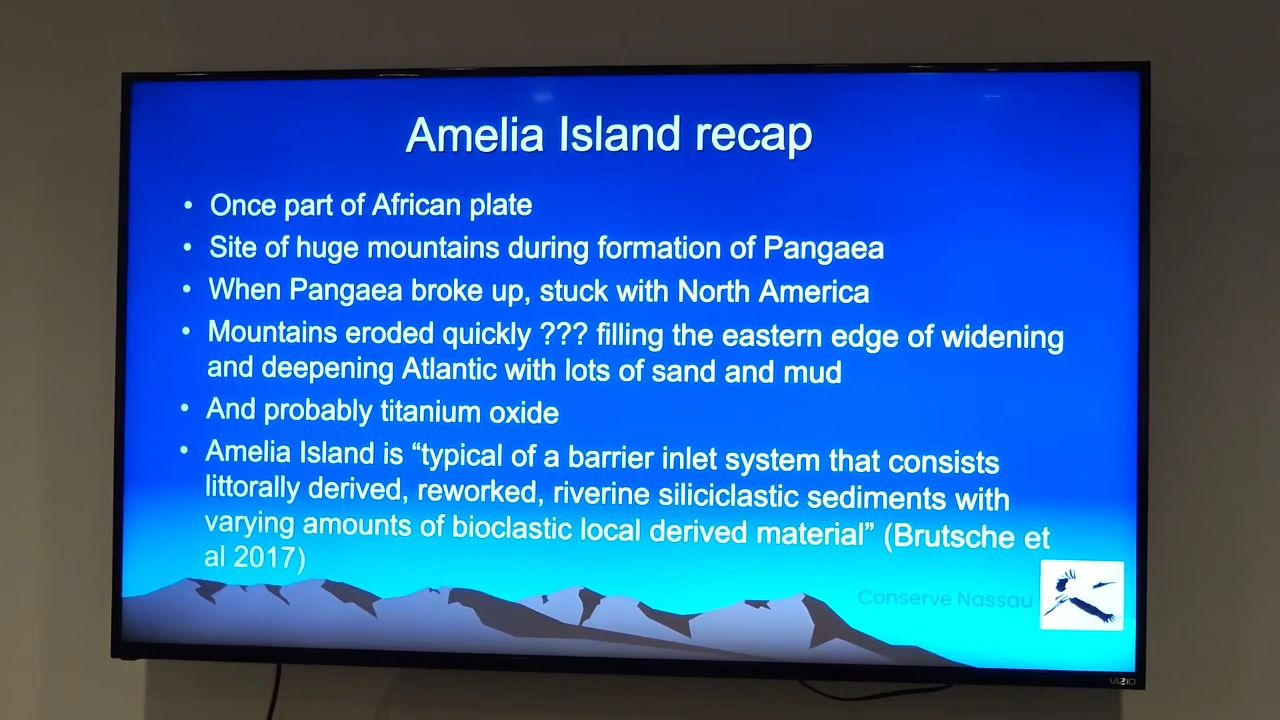 Amelia Island recap
• Once part of African plate
• Site of huge mountains during formation of Pangaea
• When Pangaea broke up, stuck with North America
• Mountains eroded quickly ??? filling the eastern edge of widening
and deepening Atlantic with lots of sand and mud
• And probably titanium oxide
• Amelia Island is “typical of a barrier inlet system that consists
littorally derived, reworked, riverine siliciclastic sediments with
varying amounts of bioclastic local derived material” (Brutsche et
al 2017)
Conserve Nassau
VIZIO